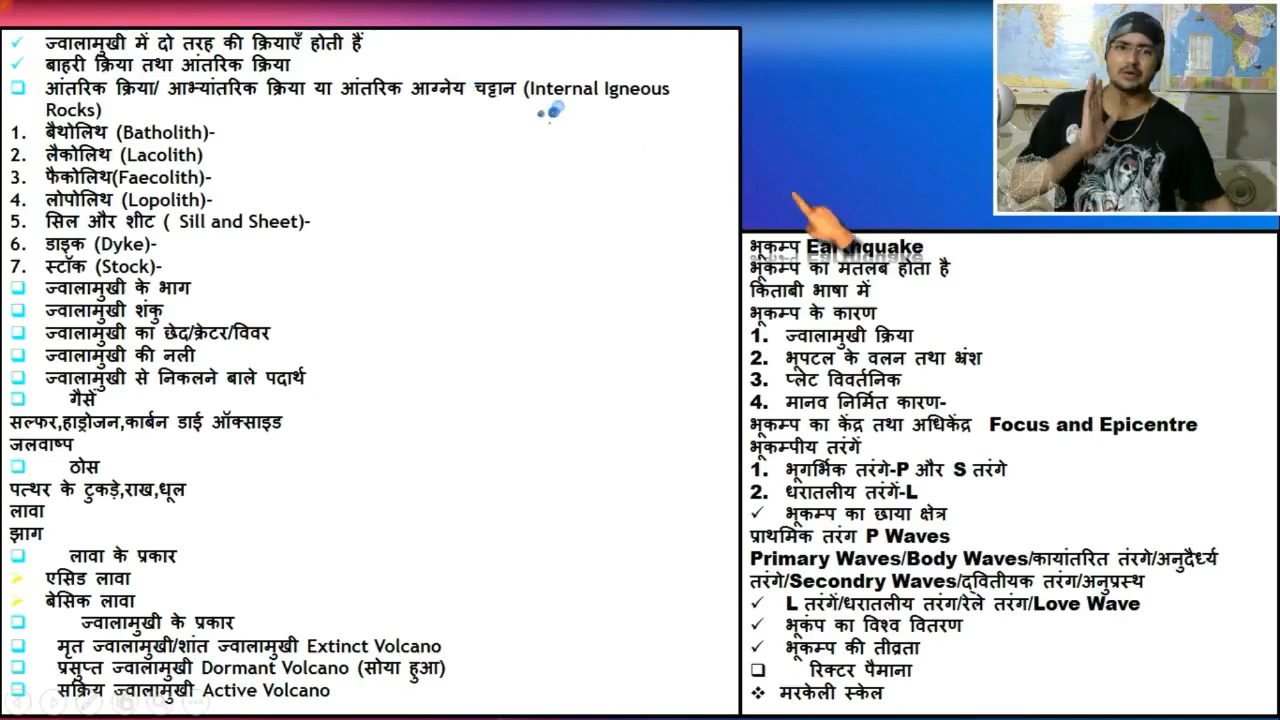 ✓ ज्वालामुखी में दो तरह की क्रियाएँ होती हैं
✓ बाहरी क्रिया तथा आंतरिक क्रिया
❑ आंतरिक क्रिया/ आभ्यांतरिक क्रिया या आंतरिक आग्नेय चट्टान (Internal Igneous
Rocks)
1. बैथोलिथ (Batholith)-
2. लैकोलिथ (Lacolith)
3. फैकोलिथ(Faecolith)-
4. लोपोलिथ (Lopolith)-
5. सिल और शीट ( Sill and Sheet)-
6. डाइक (Dyke)-
7. स्टॉक (Stock)-
❑ ज्वालामुखी के भाग
❑ ज्वालामुखी शंकु
❑ ज्वालामुखी का छेद/क्रेटर/विवर
❑ ज्वालामुखी की नली
❑ ज्वालामुखी से निकलने बाले पदार्थ
❑ गैसें
सल्फर,हाड्रोजन,कार्बन डाई ऑक्साइड
जलवाष्प
❑ ठोस
पत्थर के टुकड़े,राख,धूल
लावा
झाग
❑ लावा के प्रकार
➢ एसिड लावा
➢ बेसिक लावा
❑ ज्वालामुखी के प्रकार
❑ मृत ज्वालामुखी/शांत ज्वालामुखी Extinct Volcano
❑ प्रसुप्त ज्वालामुखी Dormant Volcano (सोया हुआ)
❑ सक्रिय ज्वालामुखी Active Volcano
भूकम्प Earthquake
भूकम्प का मतलब होता है
किताबी भाषा में
भूकम्प के कारण
1. ज्वालामुखी क्रिया
2. भूपटल के वलन तथा भ्रंश
3. प्लेट विवर्तनिक
4. मानव निर्मित कारण-
भूकम्प का केंद्र तथा अधिकेंद्र Focus and Epicentre
भूकम्पीय तरंगें
1. भूगर्भिक तरंगे-P और S तरंगे
2. धरातलीय तरंगें-L
✓ भूकम्प का छाया क्षेत्र
प्राथमिक तरंग P Waves
Primary Waves/Body Waves/कायांतरित तंरगे/अनुदैर्ध्य
तरंगे/Secondry Waves/द्वितीयक तरंग/अनुप्रस्थ
✓ L तरंगें/धरातलीय तरंग/रेले तरंग/Love Wave
✓ भूकंप का विश्व वितरण
✓ भूकम्प की तीव्रता
❑ रिक्टर पैमाना
❖ मरकेली स्केल